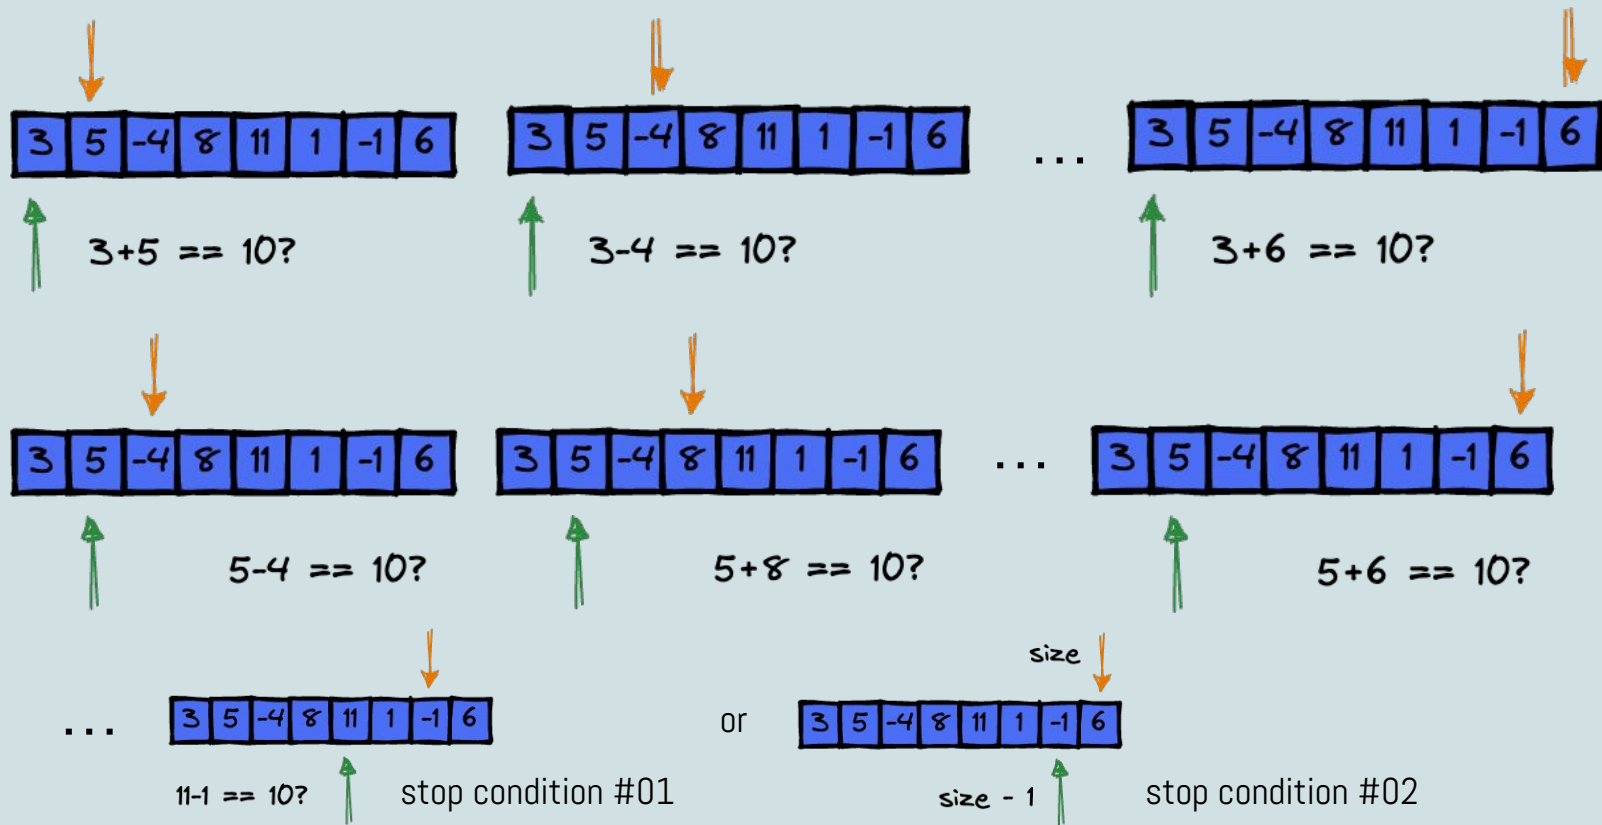 3 5 -4 8 11 1 -1 6
3 5 -4 8 11 1 -1 6
...
3 5 -4 8 11 1 -1 6
3+5 == 10?
3-4 == 10?
3+6 == 10?
3 5 -4 8 11 1 -1 6
3 5 -4 8 11 1 -1 6
...
3 5 -4 8 11 1 -1 6
5-4 == 10?
5+8 == 10?
5+6 == 10?
...
3 5 -4 8 11 1 -1 6
or
size
3 5 -4 8 11 1 -1 6
11-1 == 10?
stop condition #01
size - 1
stop condition #02